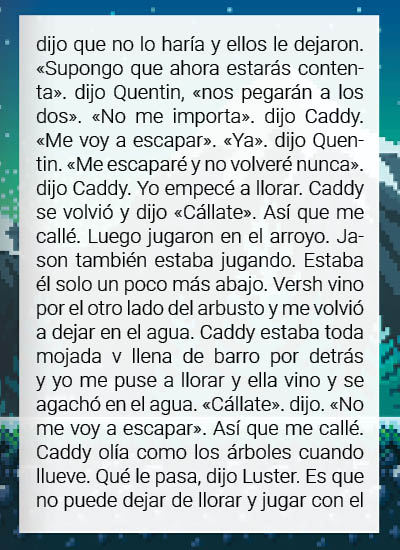 dijo que no lo haría y ellos le dejaron.
«Supongo que ahora estarás conten-
ta». dijo Quentin, «nos pegarán a los
dos». «No me importa». dijo Caddy.
«Me voy a escapar». «Ya». dijo Quen-
tin. «Me escaparé y no volveré nunca».
dijo Caddy. Yo empecé a llorar. Caddy
se volvió y dijo «Cállate». Así que me
callé. Luego jugaron en el arroyo. Ja-
son también estaba jugando. Estaba
él solo un poco más abajo. Versh vino
por el otro lado del arbusto y me volvió
a dejar en el agua. Caddy estaba toda
mojada v llena de barro por detrás
y yo me puse a llorar y ella vino y se
agachó en el agua. «Cállate». dijo. «No
me voy a escapar». Así que me callé.
Caddy olía como los árboles cuando
llueve. Qué le pasa, dijo Luster. Es que
no puede dejar de llorar y jugar con el